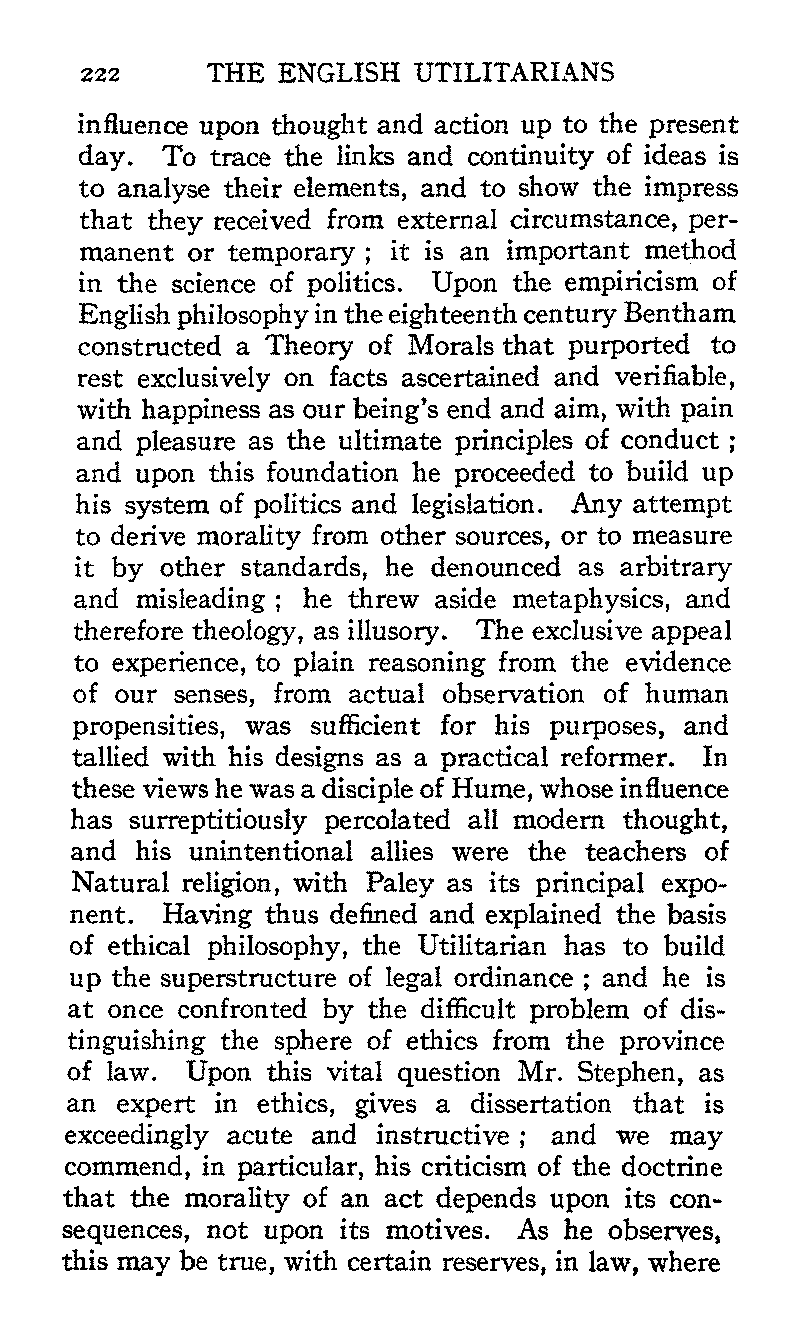 222 THE ENGLISH UTILITARIANS
influence upon thought and action up to the present
day. To trace the links and continuity of ideas is
to analyse their elements, and to show the impress
that they received from external circumstance, per-
manent or temporary ; it is an important method
in the science of politics. Upon the empiricism of
English philosophy in the eighteenth century Bentham
constructed a Theory of Morals that purported to
rest exclusively on facts ascertained and verifiable,
with happiness as our being's end and aim, with pain
and pleasure as the ultimate principles of conduct ;
and upon this foundation he proceeded to build up
his system of politics and legislation. Any attempt
to derive morality from other sources, or to measure
it by other standards, he denounced as arbitrary
and misleading ; he threw aside metaphysics, and
therefore theology, as illusory. The exclusive appeal
to experience, to plain reasoning from the evidence
of our senses, from actual observation of human
propensities, was sufficient for his purposes, and
tallied with his designs as a practical reformer. In
these views he was a disciple of Hume, whose influence
has surreptitiously percolated all modern thought,
and his unintentional allies were the teachers of
Natural religion, with Paley as its principal expo-
nent. Having thus defined and explained the basis
of ethical philosophy, the Utilitarian has to build
up the superstructure of legal ordinance ; and he is
at once confronted by the difficult problem of dis-
tinguishing the sphere of ethics from the province
of law. Upon this vital question Mr. Stephen, as
an expert in ethics, gives a dissertation that is
exceedingly acute and instructive ; and we may
commend, in particular, his criticism of the doctrine
that the morality of an act depends upon its con-
sequences, not upon its motives. As he observes,
this may be true, with certain reserves, in law, where